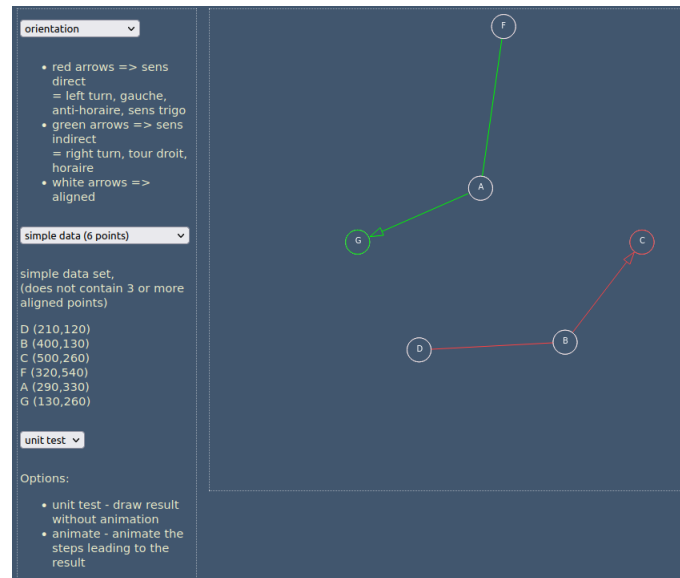 orientation
red arrows => sens
direct
= left turn, gauche,
anti-horaire, sens trigo
green arrows => sens
indirect
= right turn, tour droit,
horaire
white arrows =>
aligned
simple data (6 points)
simple data set,
(does not contain 3 or more
aligned points)
D (210,120)
B (400,130)
C (500,260)
F (320,540)
A (290,330)
G (130,260)
unit test
Options:
unit test - draw result
without animation
animate - animate the
steps leading to the
result
F
A
G
C
B
D